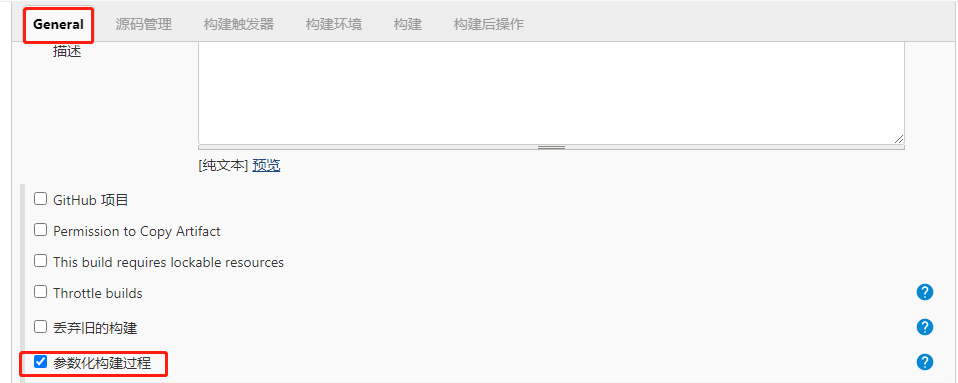 General 源码管理 构建触发器 构建环境 构建 构建后操作
描述
[纯文本] 预览
GitHub 项目
Permission to Copy Artifact
This build requires lockable resources
Throttle builds
丢弃旧的构建
参数化构建过程